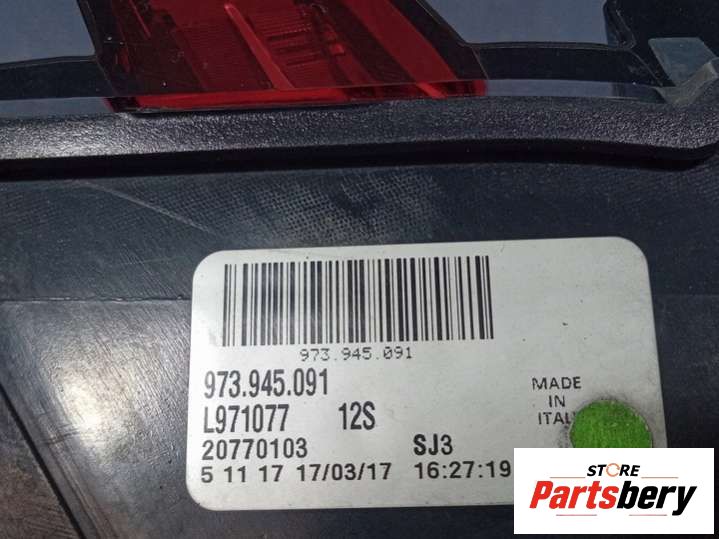 973.945.091
973.945.091
L971077 12S
20770103 SJ3
5 11 17 17/03/17 16:27:19
MADE
IN
ITAL
STORE
Partsbery